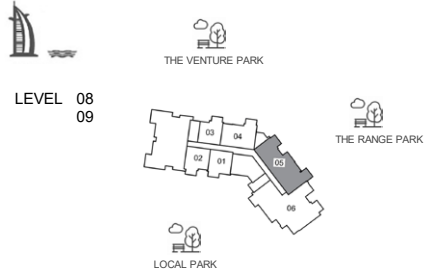 THE VENTURE PARK
LEVEL 08
09
THE RANGE PARK
03
04
05
02
01
06
LOCAL PARK